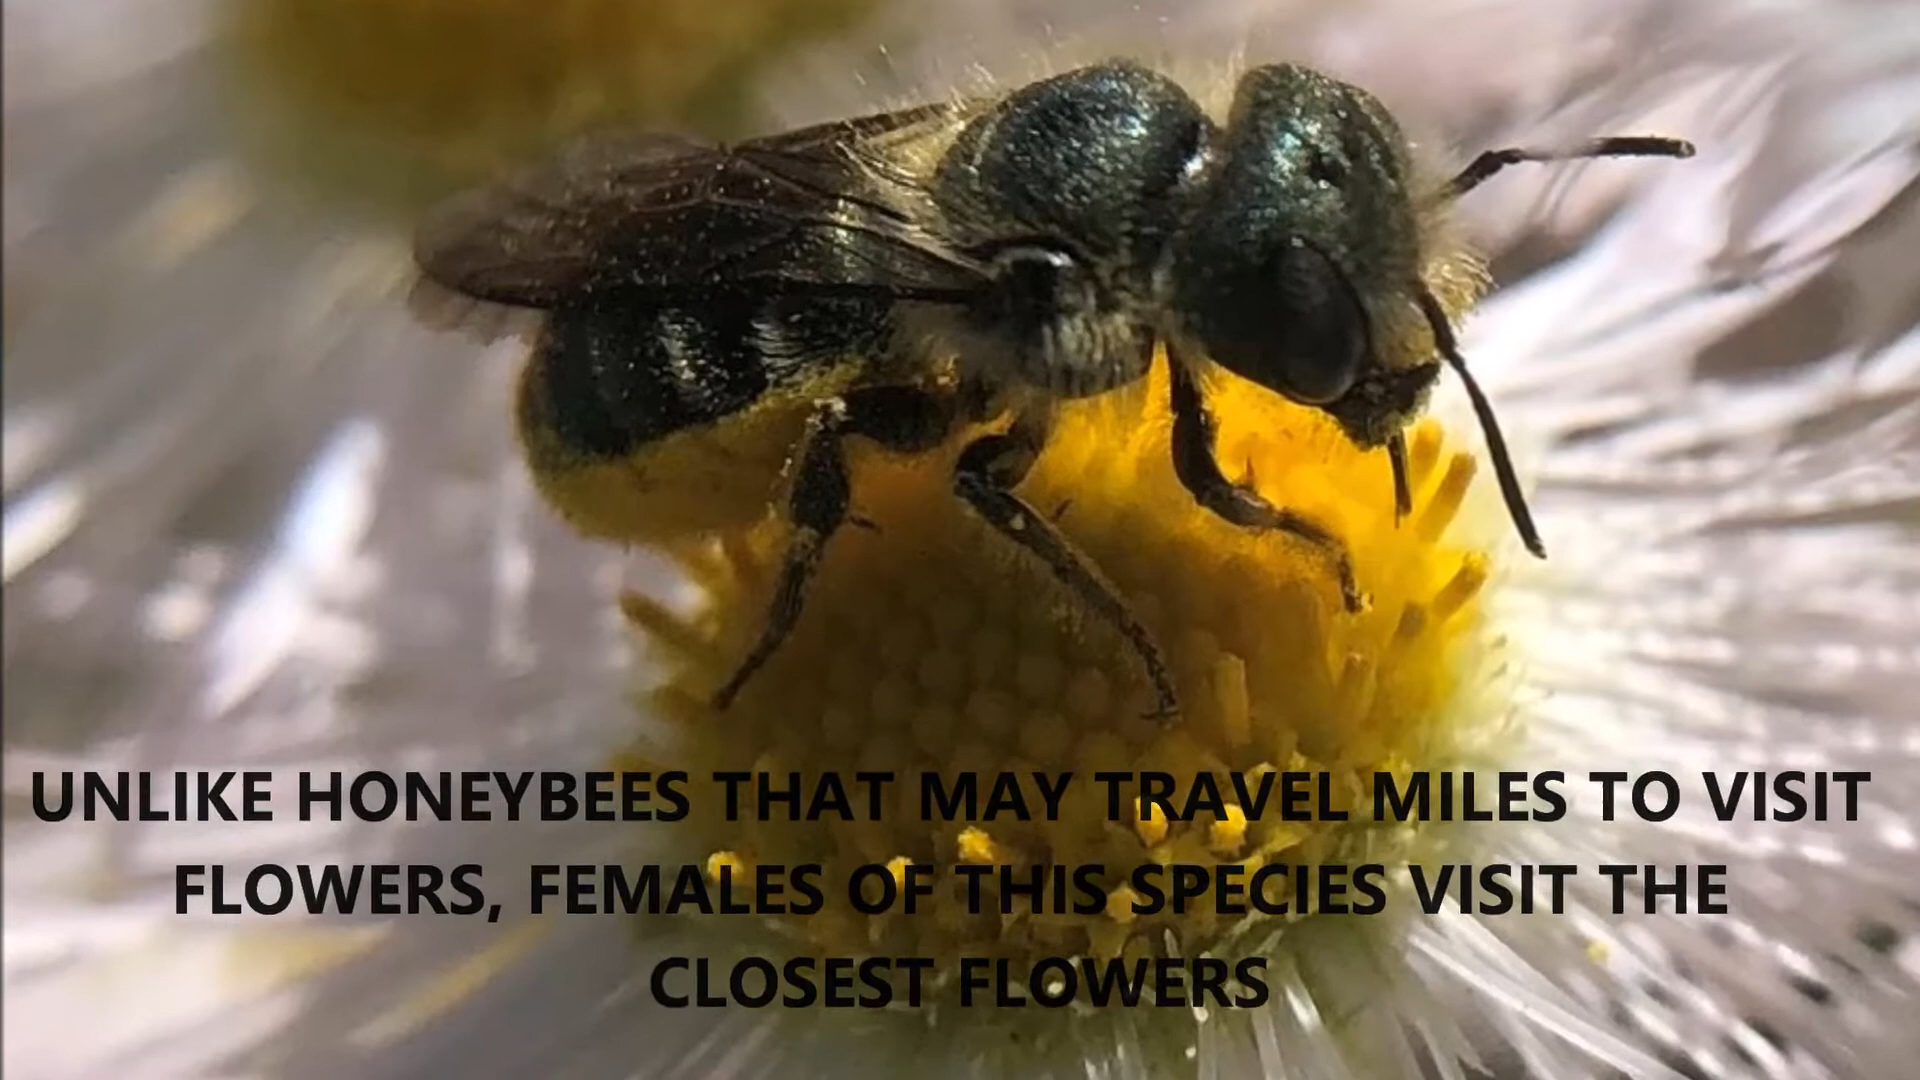 UNLIKE HONEYBEES THAT MAY TRAVEL MILES TO VISIT
FLOWERS, FEMALES OF THIS SPECIES VISIT THE
CLOSEST FLOWERS